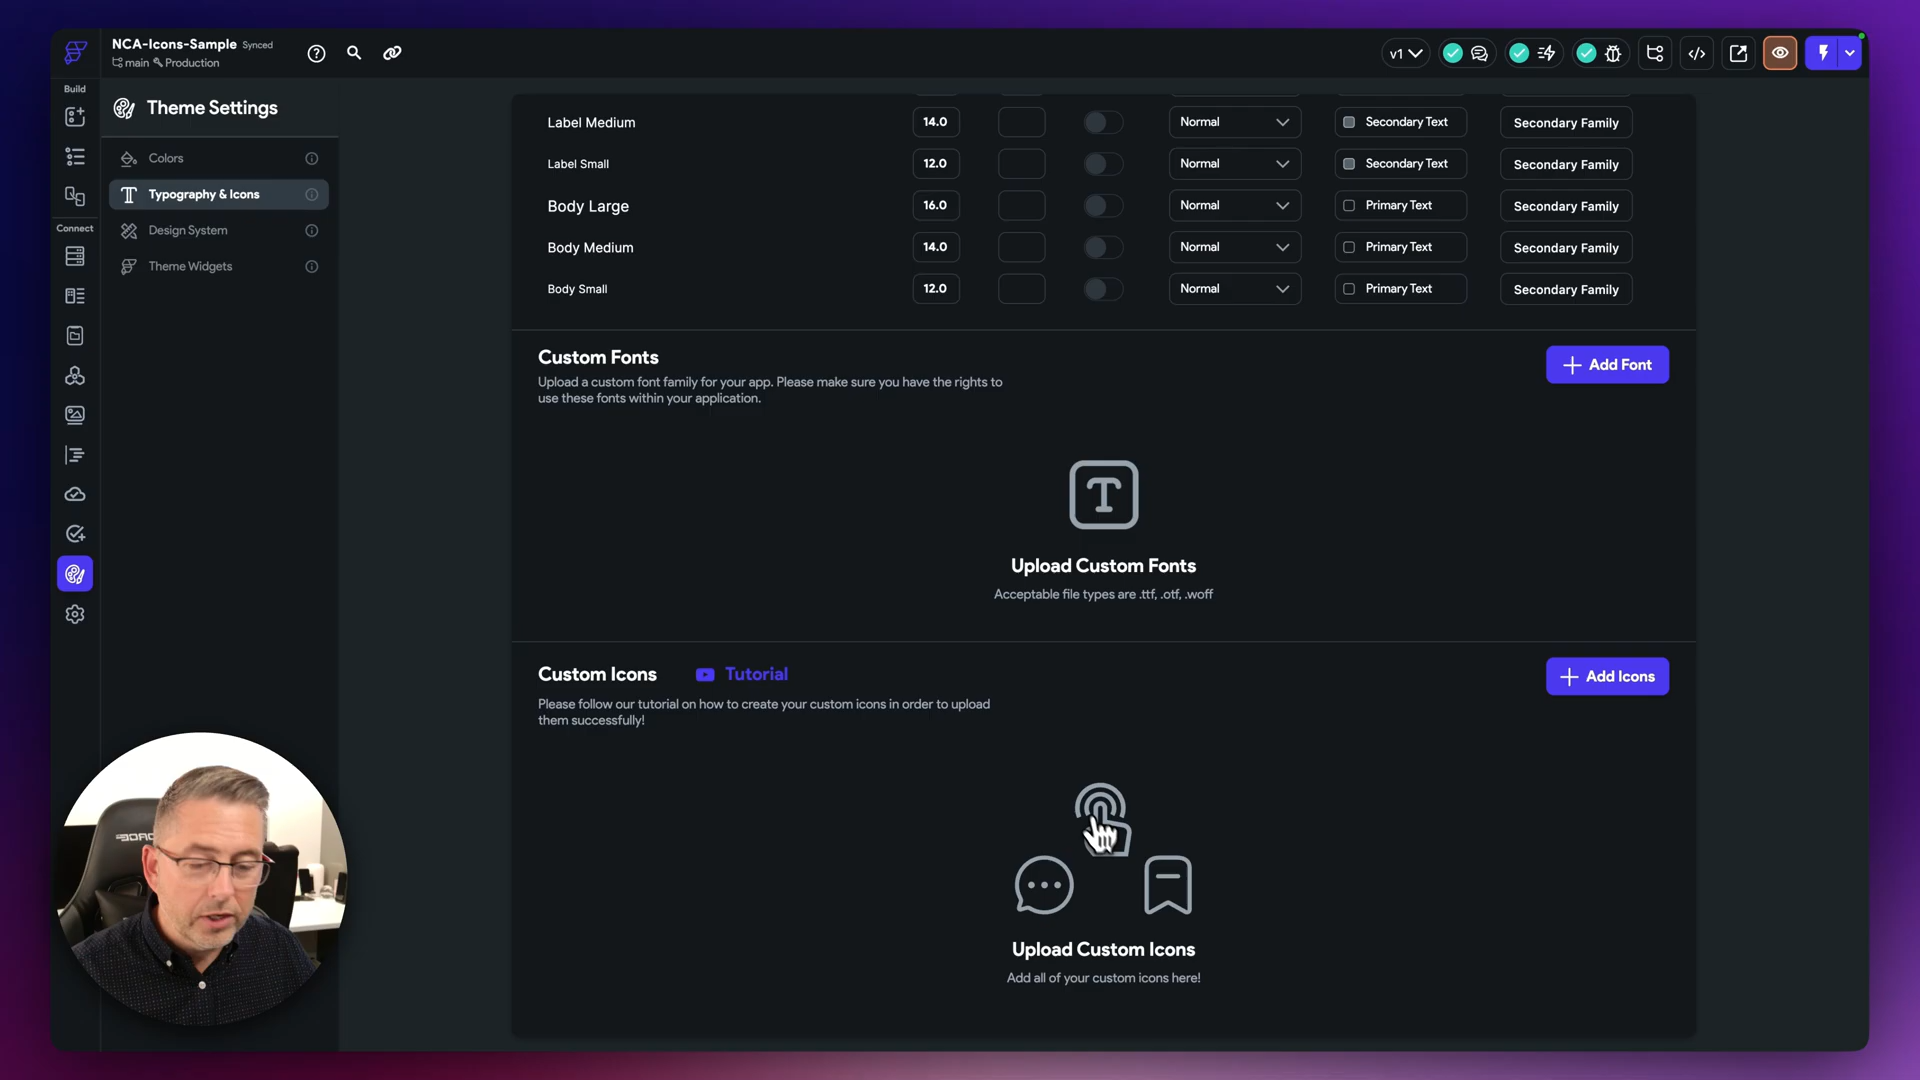 NCA-Icons-Sample Synced
main Production
v1
Build
Theme Settings
Colors
Typography & Icons
Design System
Theme Widgets
Connect
Label Medium 14.0 Normal Secondary Text Secondary Family
Label Small 12.0 Normal Secondary Text Secondary Family
Body Large 16.0 Normal Primary Text Secondary Family
Body Medium 14.0 Normal Primary Text Secondary Family
Body Small 12.0 Normal Primary Text Secondary Family
Custom Fonts
Add Font
Upload a custom font family for your app. Please make sure you have the rights to
use these fonts within your application.
Upload Custom Fonts
Acceptable file types are .ttf, .otf, .woff
Custom Icons Tutorial
Add Icons
Please follow our tutorial on how to create your custom icons in order to upload
them successfully!
Upload Custom Icons
Add all of your custom icons here!